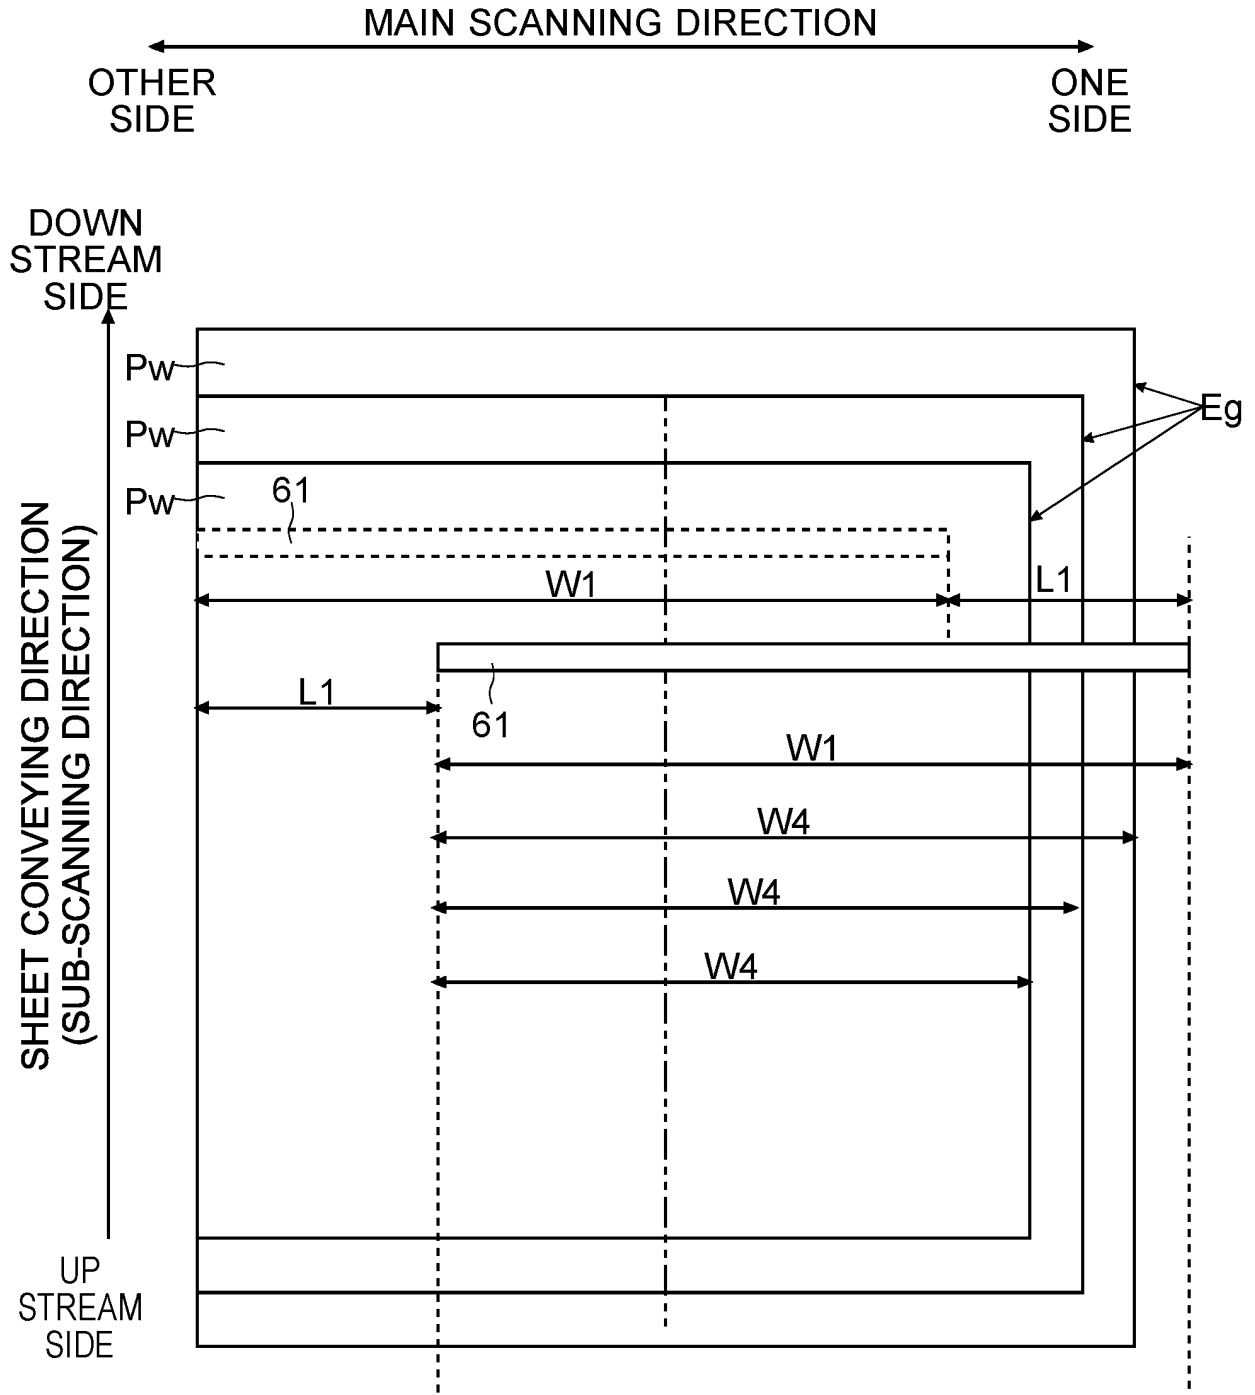 MAIN SCANNING DIRECTION
OTHER
SIDE
ONE
SIDE
DOWN
STREAM
SIDE
Pw
Eg
Pw
Pw
61
W1
L1
L1
61
W1
W4
W4
W4
SHEET CONVEYING DIRECTION
(SUB-SCANNING DIRECTION)
UP
STREAM
SIDE